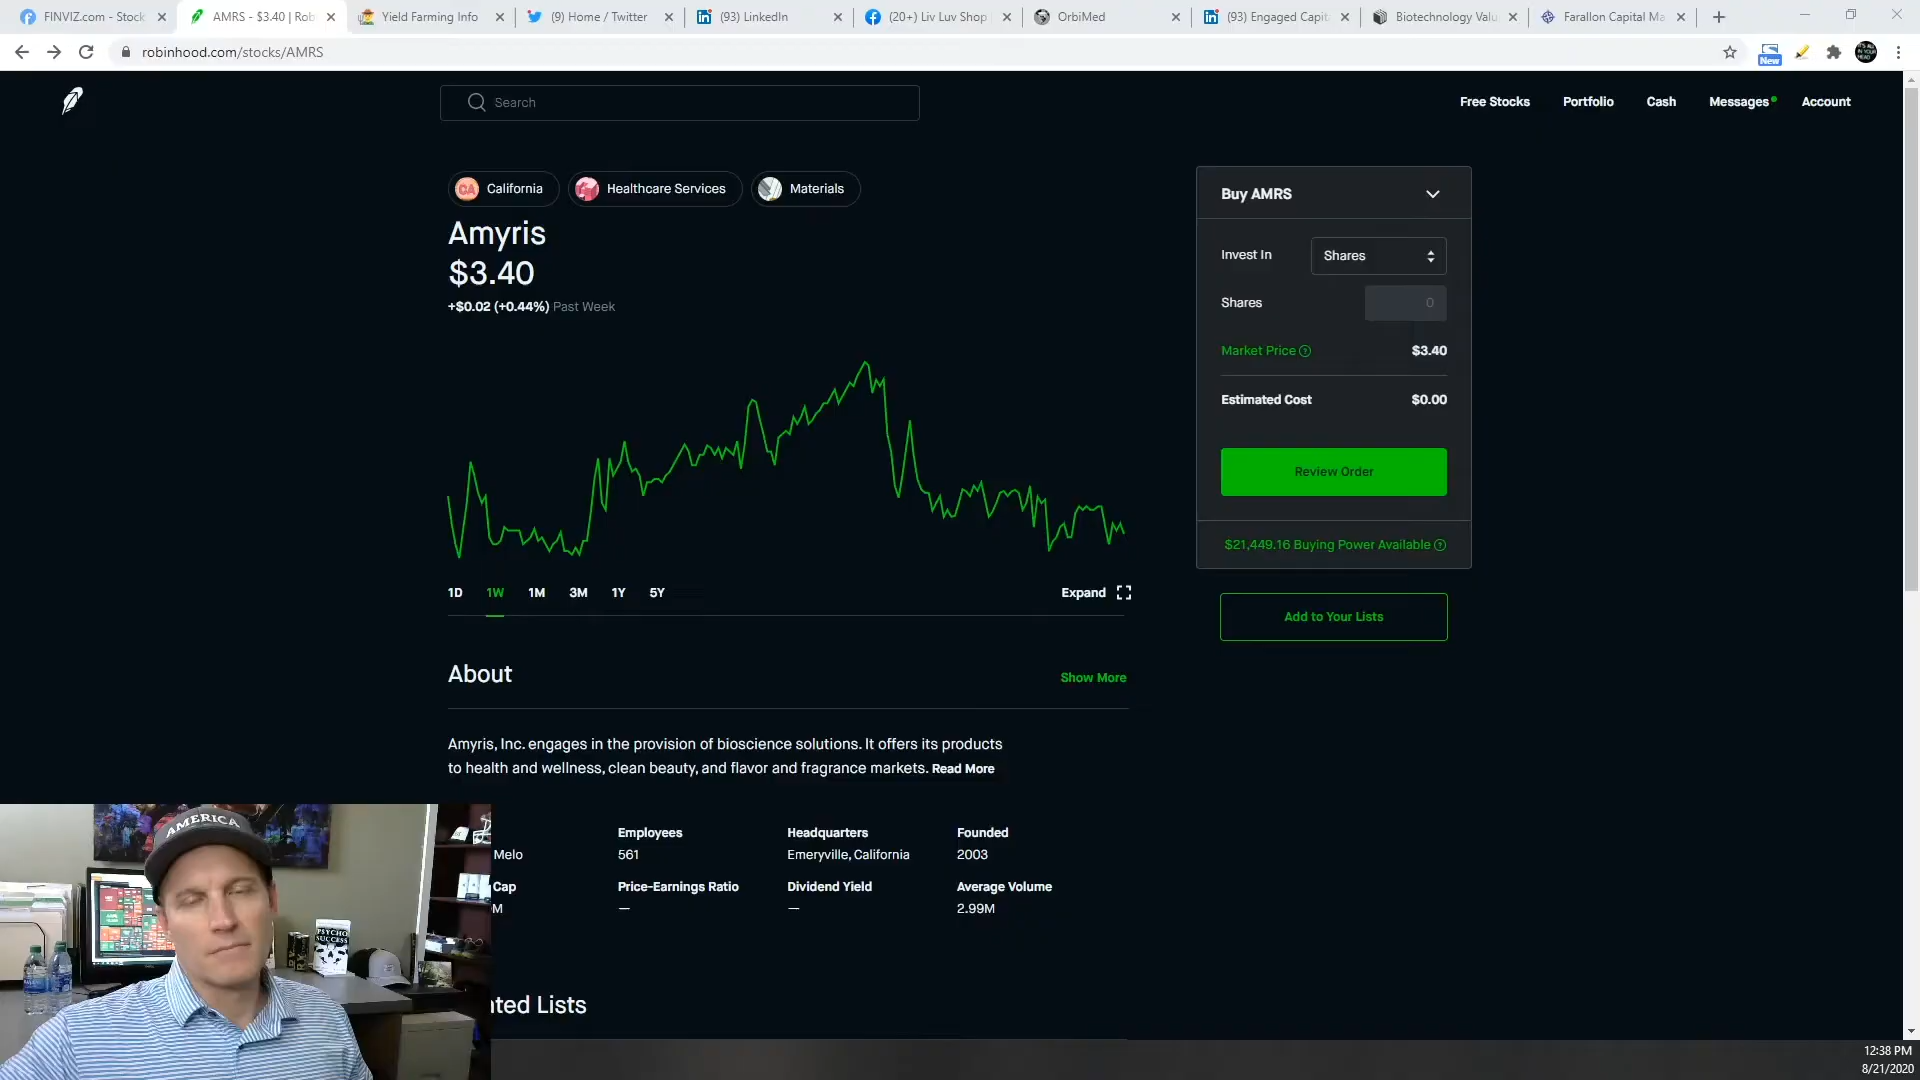 FINVIZ.com - Stock
AMRS - $3.40 | Rob
Yield Farming Info
(9) Home / Twitter
(93) LinkedIn
(20+) Liv Luv Shop
OrbiMed
(93) Engaged Capit
Biotechnology Valu
Farallon Capital Ma
robinhood.com/stocks/AMRS
New
Search
Free Stocks
Portfolio
Cash
Messages
Account
CA California
Healthcare Services
Materials
Amyris
$3.40
+$0.02 (+0.44%) Past Week
1D 1W 1M 3M 1Y 5Y
Expand
Buy AMRS
Invest In Shares
Shares 0
Market Price $3.40
Estimated Cost $0.00
Review Order
$21,449.16 Buying Power Available
Add to Your Lists
About
Show More
Amyris, Inc. engages in the provision of bioscience solutions. It offers its products
to health and wellness, clean beauty, and flavor and fragrance markets. Read More
Employees Headquarters Founded
Melo 561 Emeryville, California 2003
Cap Price-Earnings Ratio Dividend Yield Average Volume
M — — 2.99M
ated Lists
AMERICA
PSYCHO
SUCCESS
12:38 PM
8/21/2020